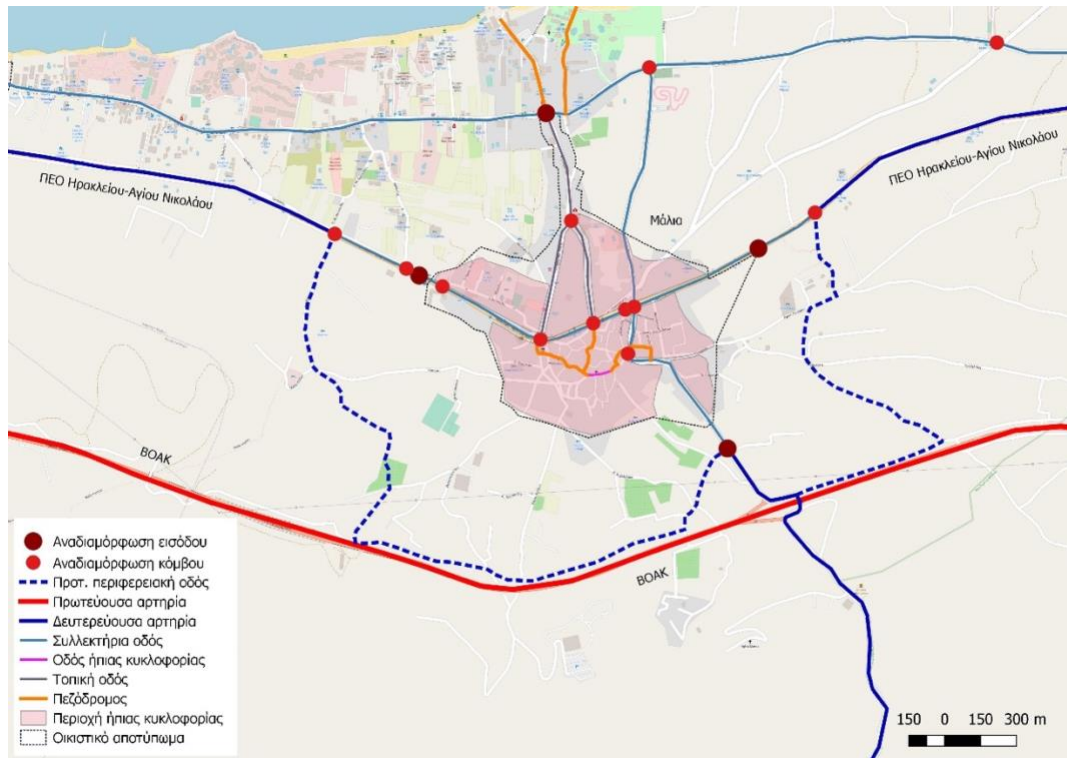 ΠΕΟ Ηρακλείου-Αγίου Νικολάου
ΠΕΟ Ηρακλείου-Αγίου Νικολάου
Μάλια
ΒΟΑΚ
ΒΟΑΚ
Αναδιαμόρφωση εισόδου
Αναδιαμόρφωση κόμβου
Προτ. περιφερειακή οδός
Πρωτεύουσα αρτηρία
Δευτερεύουσα αρτηρία
Συλλεκτήρια οδός
Οδός ήπιας κυκλοφορίας
Τοπική οδός
Πεζόδρομος
Περιοχή ήπιας κυκλοφορίας
Οικιστικό αποτύπωμα
150 0 150 300 m